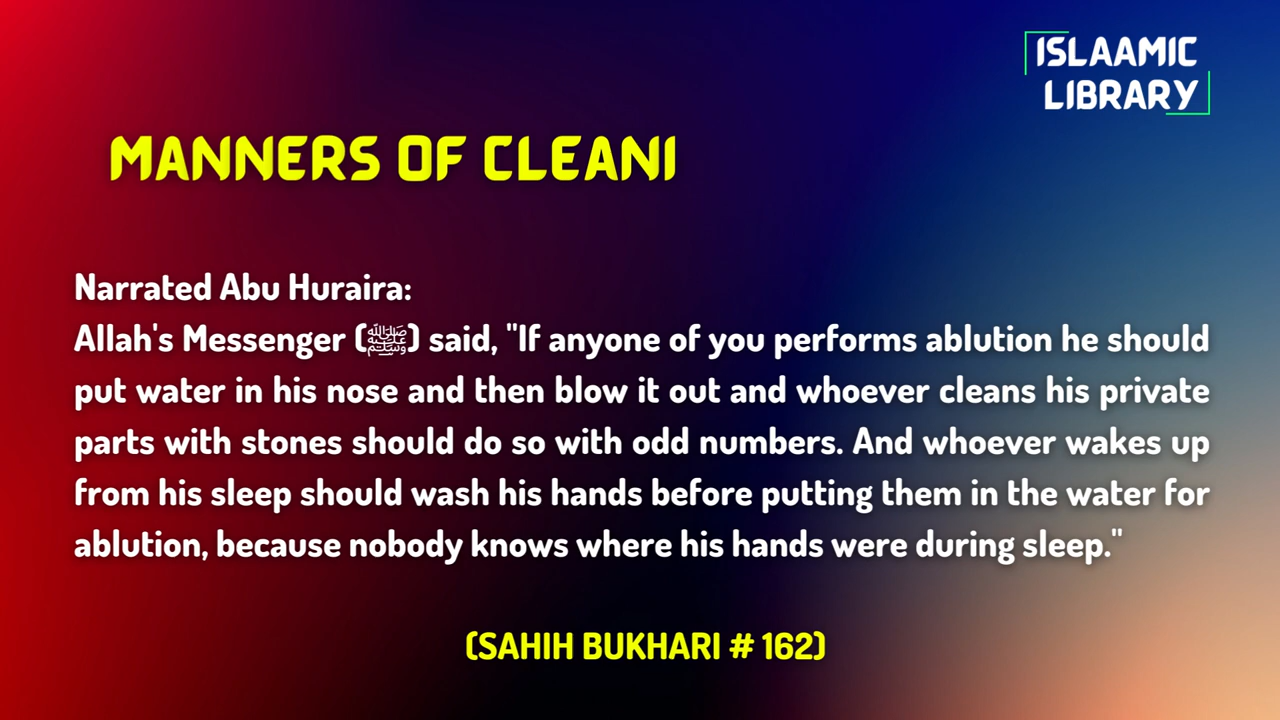 ISLAAMIC
LIBRARY
MANNERS OF CLEANI
Narrated Abu Huraira:
Allah's Messenger (ﷺ) said, "If anyone of you performs ablution he should
put water in his nose and then blow it out and whoever cleans his private
parts with stones should do so with odd numbers. And whoever wakes up
from his sleep should wash his hands before putting them in the water for
ablution, because nobody knows where his hands were during sleep."
(SAHIH BUKHARI # 162)